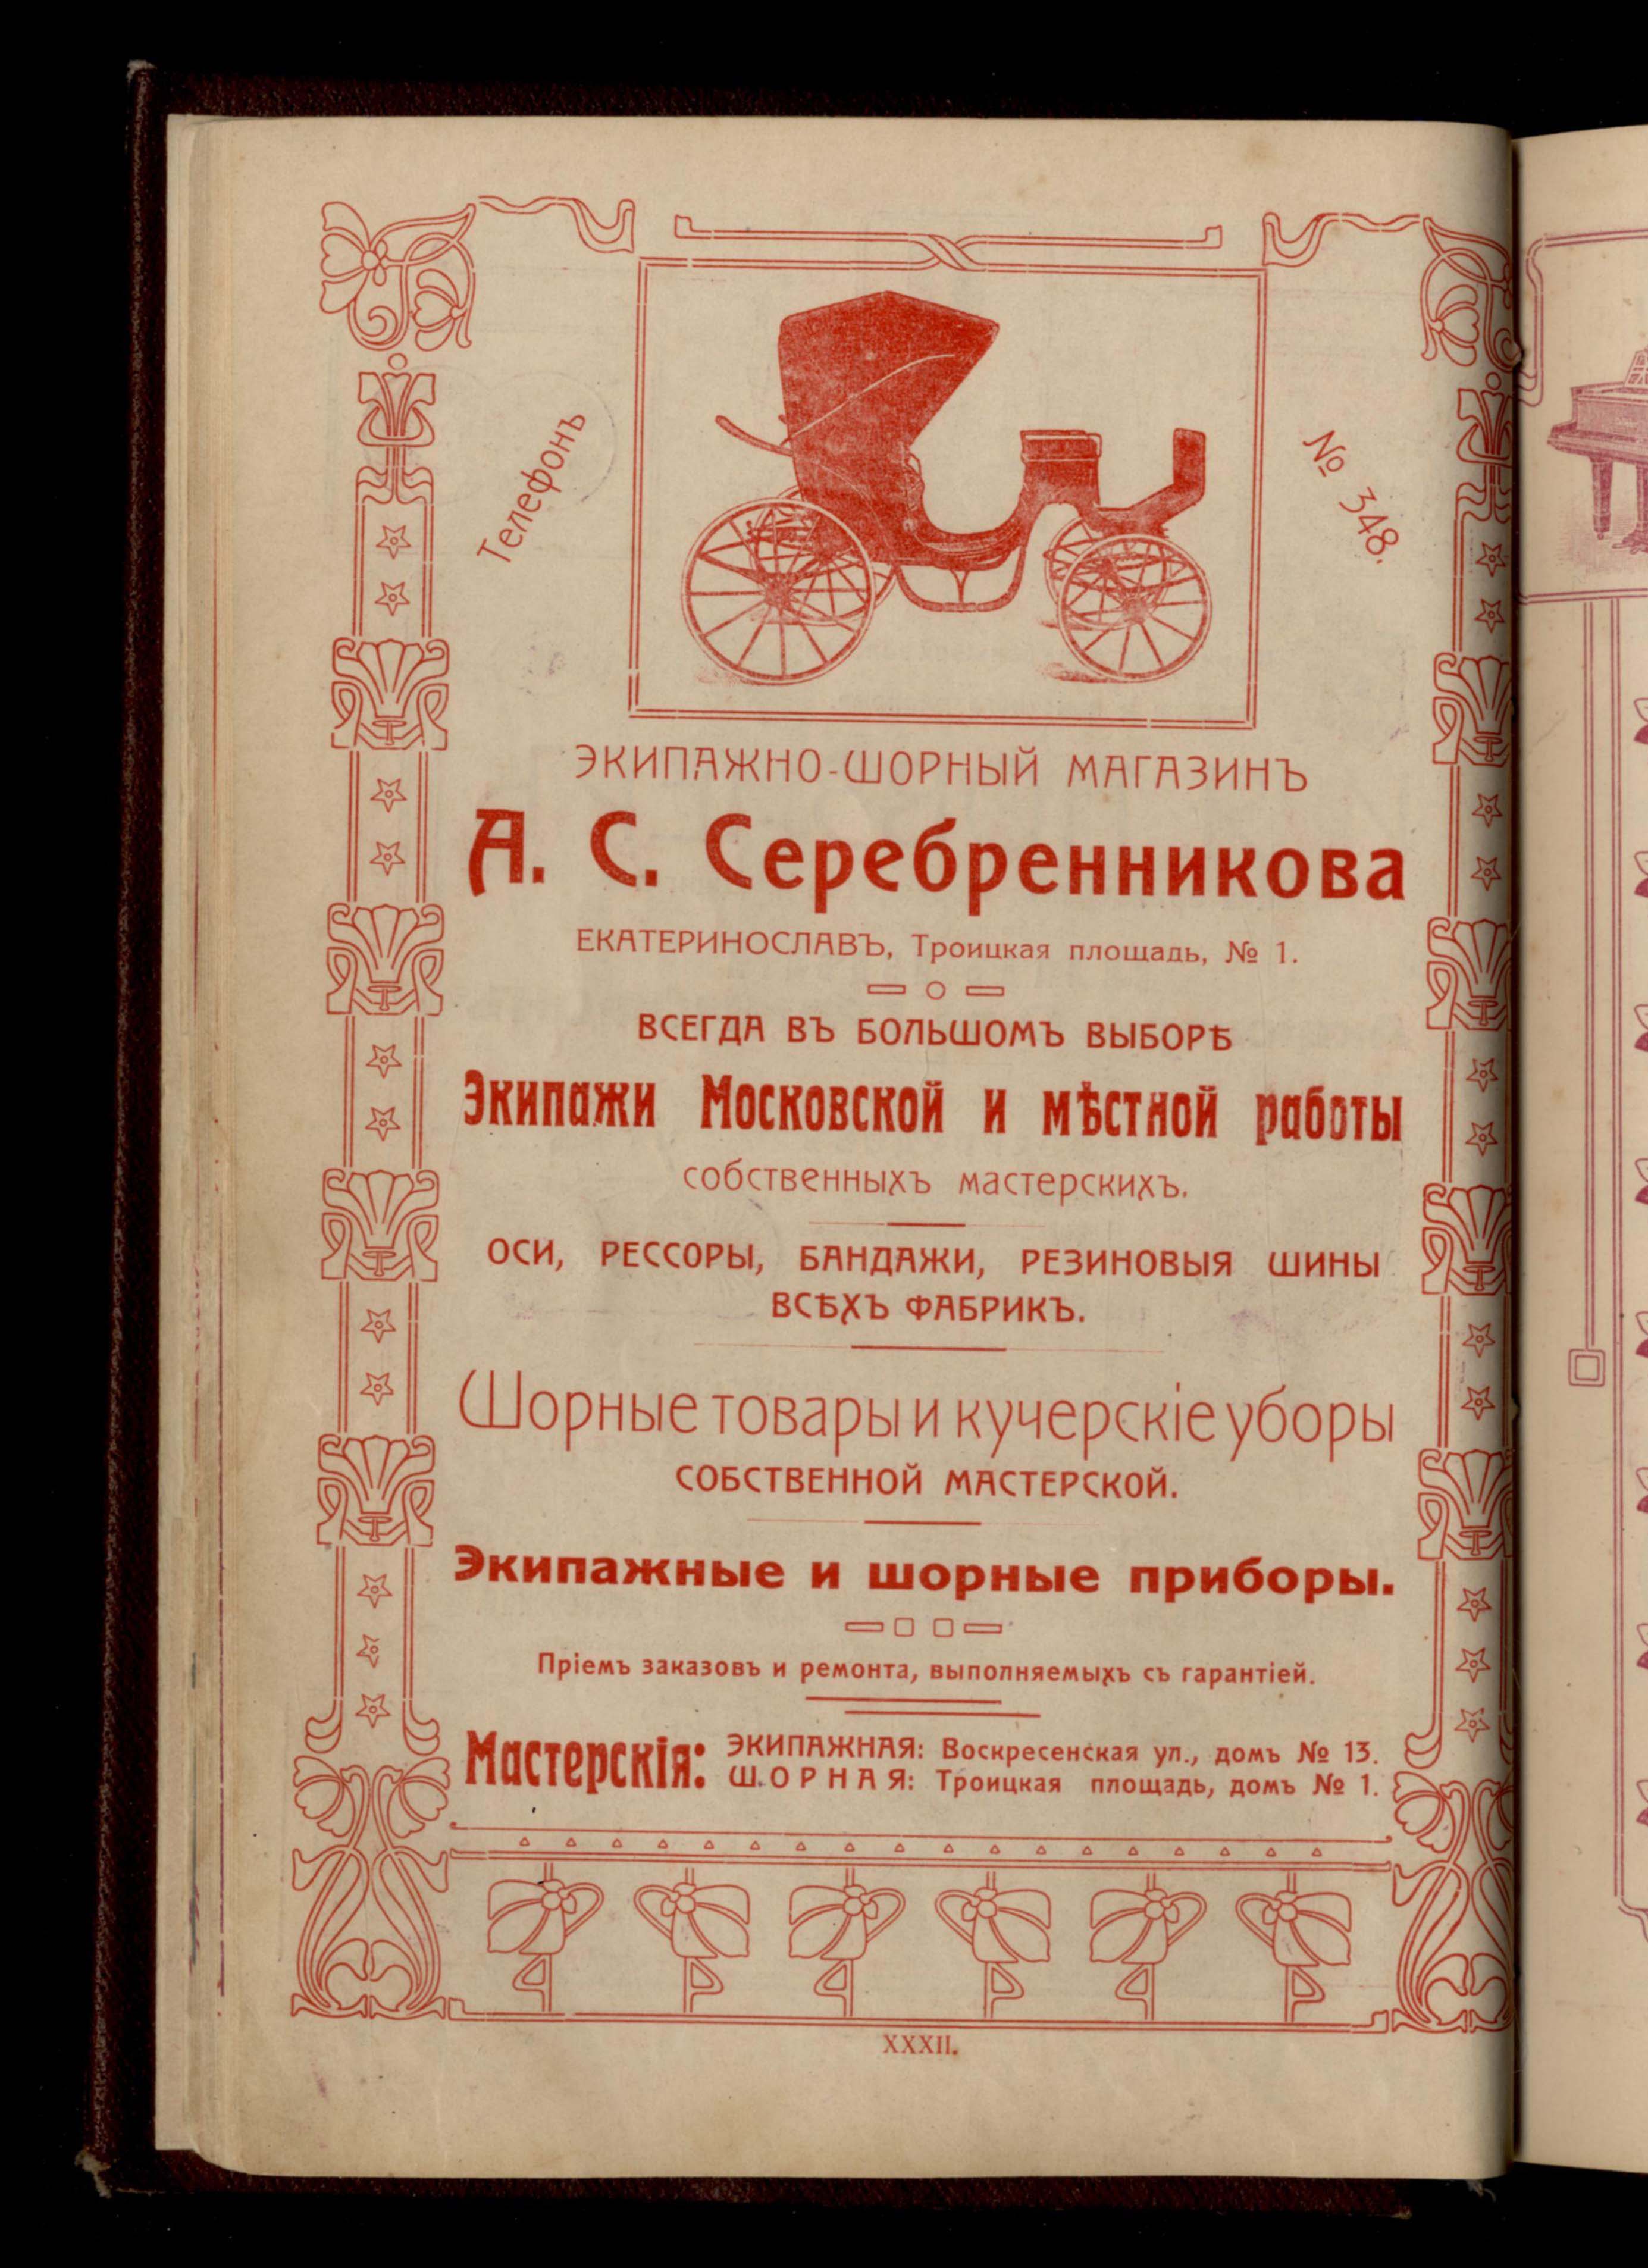 Телефонъ № 348.
ЭКИПАЖНО-ШОРНЫЙ МАГАЗИНЪ
А. С. Серебренникова
ЕКАТЕРИНОСЛАВЪ, Троицкая площадь, № 1.
ВСЕГДА ВЪ БОЛЬШОМЪ ВЫБОРѢ
Экипажи Московской и мѣстной работы
собственныхъ мастерскихъ.
ОСИ, РЕССОРЫ, БАНДАЖИ, РЕЗИНОВЫЯ ШИНЫ
ВСѢХЪ ФАБРИКЪ.
Шорные товары и кучерскіе уборы
СОБСТВЕННОЙ МАСТЕРСКОЙ.
Экипажные и шорные приборы.
Пріемъ заказовъ и ремонта, выполняемыхъ съ гарантіей.
Мастерскія: ЭКИПАЖНАЯ: Воскресенская ул., домъ № 13.
ШОРНАЯ: Троицкая площадь, домъ № 1.
XXXII.